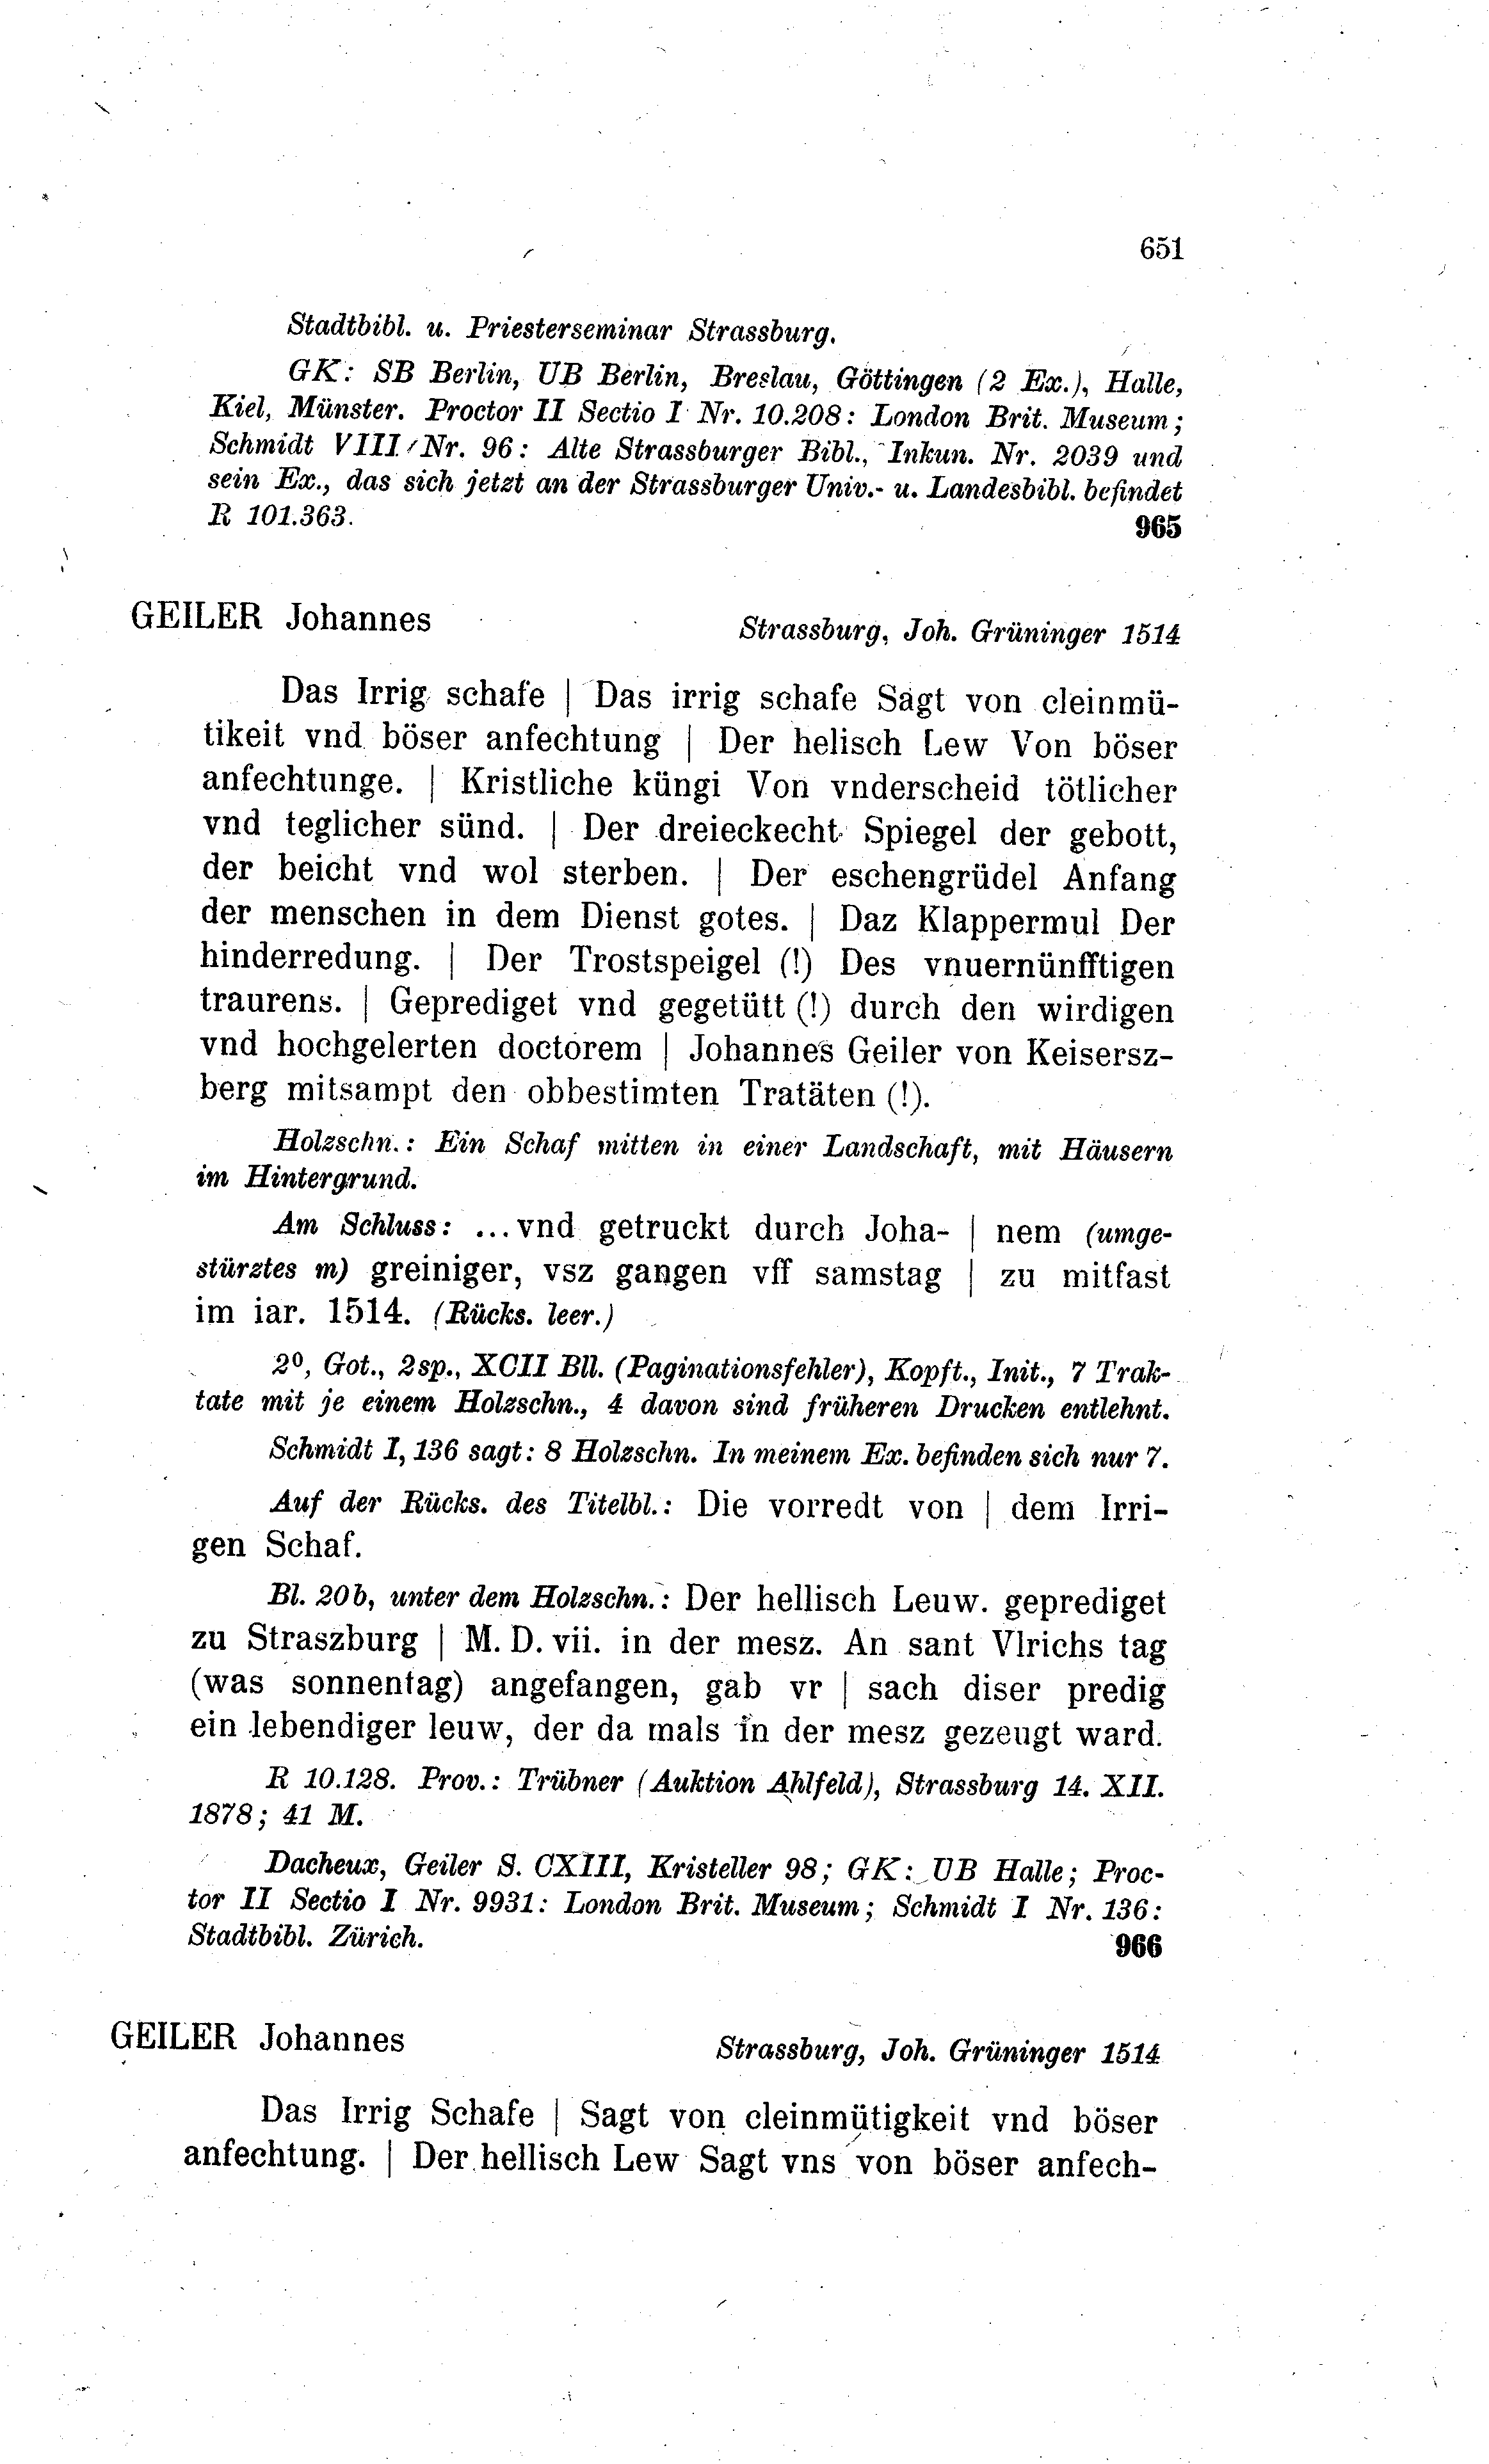 651
Stadtbibl. u. Priesterseminar Strassburg.
GK: SB Berlin, UB Berlin, Breslau, Göttingen (2 Ex.), Halle,
Kiel, Münster. Proctor II Sectio I Nr. 10.208: London Brit. Museum;
Schmidt VIII Nr. 96: Alte Strassburger Bibl., Inkun. Nr. 2039 und
sein Ex., das sich jetzt an der Strassburger Univ.- u. Landesbibl. befindet
R 101.363.
965
GEILER Johannes
Strassburg, Joh. Grüninger 1514
Das Irrig schafe | Das irrig schafe Sagt von cleinmü-
tikeit vnd böser anfechtung | Der helisch Lew Von böser
anfechtunge. | Kristliche küngi Von vnderscheid tötlicher
vnd teglicher sünd. | Der dreieckecht Spiegel der gebott,
der beicht vnd wol sterben. | Der eschengrüdel Anfang
der menschen in dem Dienst gotes. | Daz Klappermul Der
hinderredung. | Der Trostspeigel (!) Des vnuernünfftigen
traurens. | Geprediget vnd gegetütt (!) durch den wirdigen
vnd hochgelerten doctorem | Johannes Geiler von Keisersz-
berg mitsampt den obbestimten Tratäten (!).
Holzschn.: Ein Schaf mitten in einer Landschaft, mit Häusern
im Hintergrund.
Am Schluss: ...vnd getruckt durch Joha- | nem (umge-
stürztes m) greiniger, vsz gangen vff samstag | zu mitfast
im iar. 1514. (Rücks. leer.)
2⁰, Got., 2sp., XCII Bll. (Paginationsfehler), Kopft., Init., 7 Trak-
tate mit je einem Holzschn., 4 davon sind früheren Drucken entlehnt.
Schmidt I, 136 sagt: 8 Holzschn. In meinem Ex. befinden sich nur 7.
Auf der Rücks. des Titelbl.: Die vorredt von | dem Irri-
gen Schaf.
Bl. 20b, unter dem Holzschn.: Der hellisch Leuw. geprediget
zu Straszburg | M. D. vii. in der mesz. An sant Vlrichs tag
(was sonnentag) angefangen, gab vr | sach diser predig
ein lebendiger leuw, der da mals in der mesz gezeugt ward.
R 10.128. Prov.: Trübner (Auktion Ahlfeld), Strassburg 14. XII.
1878; 41 M.
Dacheux, Geiler S. CXIII, Kristeller 98; GK: UB Halle; Proc-
tor II Sectio I Nr. 9931: London Brit. Museum; Schmidt I Nr. 136:
Stadtbibl. Zürich.
966
GEILER Johannes
Strassburg, Joh. Grüninger 1514
Das Irrig Schafe | Sagt von cleinmütigkeit vnd böser
anfechtung. | Der hellisch Lew Sagt vns von böser anfech-